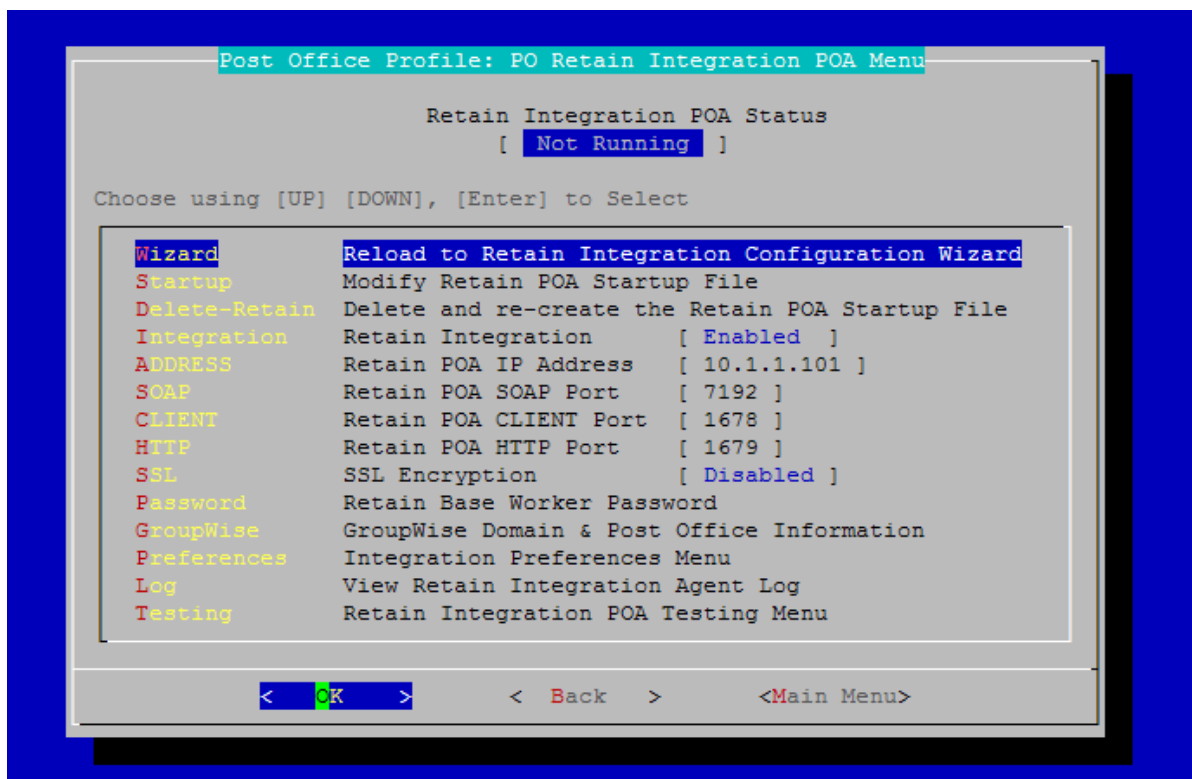 Post Office Profile: PO Retain Integration POA Menu
Retain Integration POA Status
[ Not Running ]
Choose using [UP] [DOWN], [Enter] to Select
Wizard Reload to Retain Integration Configuration Wizard
Startup Modify Retain POA Startup File
Delete-Retain Delete and re-create the Retain POA Startup File
Integration Retain Integration [ Enabled ]
ADDRESS Retain POA IP Address [ 10.1.1.101 ]
SOAP Retain POA SOAP Port [ 7192 ]
CLIENT Retain POA CLIENT Port [ 1678 ]
HTTP Retain POA HTTP Port [ 1679 ]
SSL SSL Encryption [ Disabled ]
Password Retain Base Worker Password
GroupWise GroupWise Domain & Post Office Information
Preferences Integration Preferences Menu
Log View Retain Integration Agent Log
Testing Retain Integration POA Testing Menu
< OK > < Back > <Main Menu>